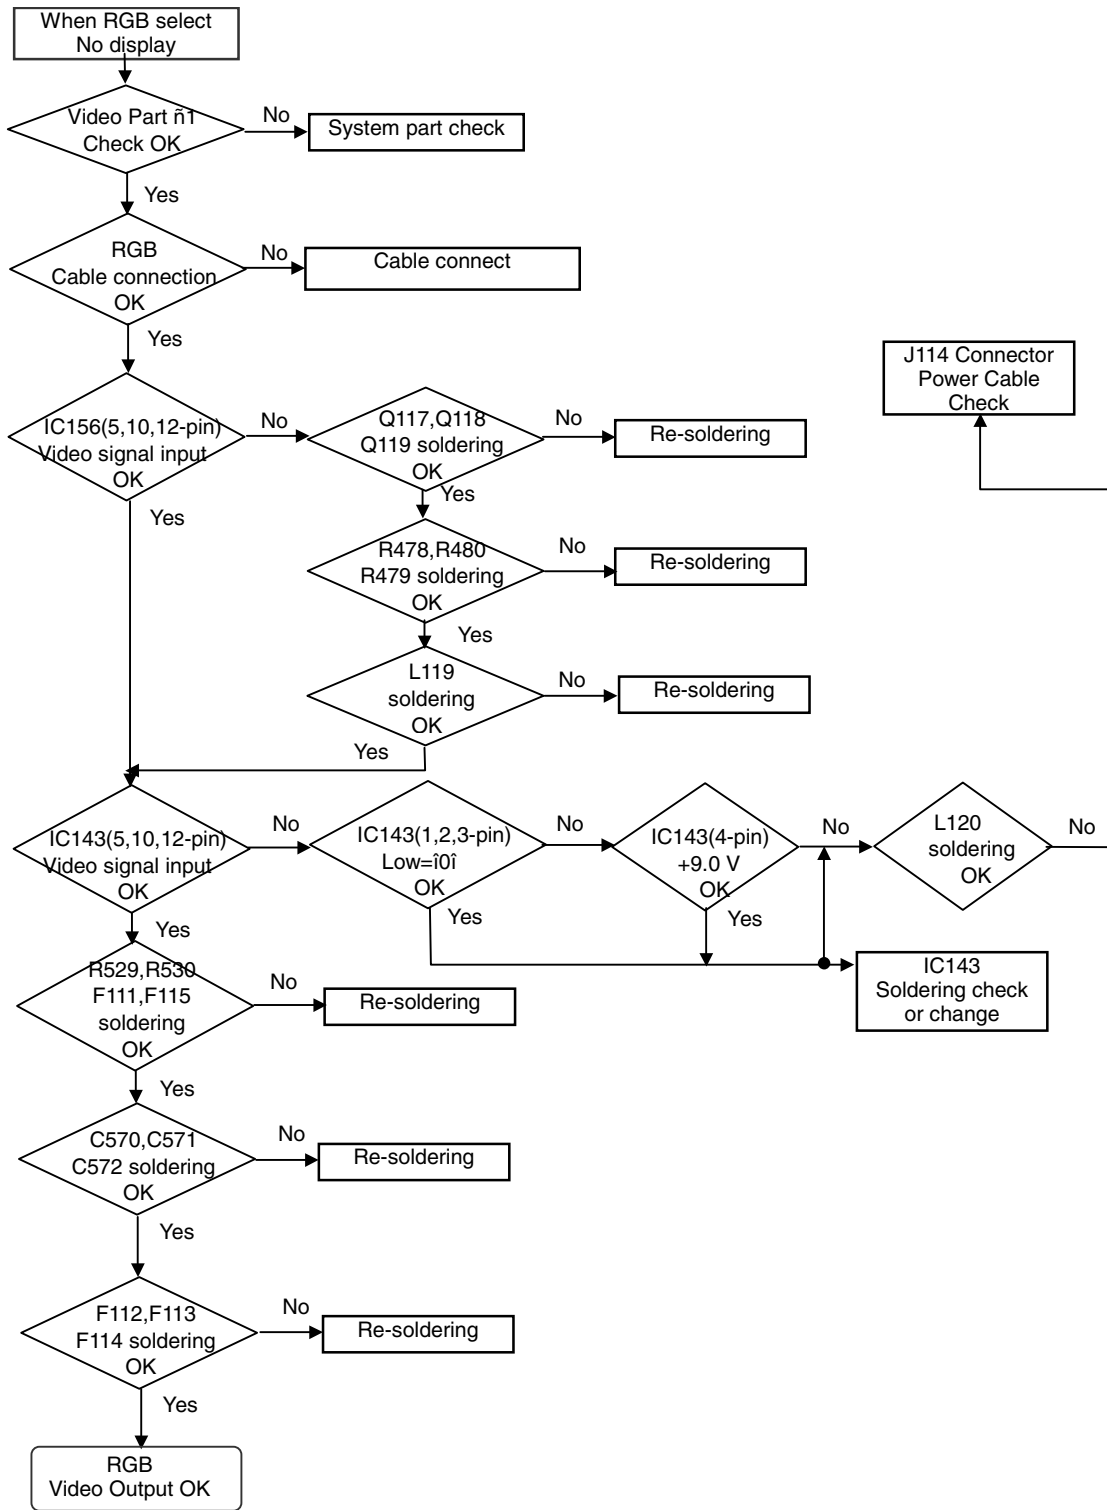 When RGB select
No display
Video Part ñ1
Check OK
No
System part check
Yes
RGB
Cable connection
OK
No
Cable connect
Yes
J114 Connector
Power Cable
Check
IC156(5,10,12-pin)
Video signal input
OK
No
Q117,Q118
Q119 soldering
OK
No
Re-soldering
Yes
Yes
R478,R480
R479 soldering
OK
No
Re-soldering
Yes
L119
soldering
OK
No
Re-soldering
Yes
IC143(5,10,12-pin)
Video signal input
OK
No
IC143(1,2,3-pin)
Low=î0î
OK
No
IC143(4-pin)
+9.0 V
OK
No
L120
soldering
OK
No
Yes
Yes
Yes
R529,R530
F111,F115
soldering
OK
No
Re-soldering
IC143
Soldering check
or change
Yes
C570,C571
C572 soldering
OK
No
Re-soldering
Yes
F112,F113
F114 soldering
OK
No
Re-soldering
Yes
RGB
Video Output OK